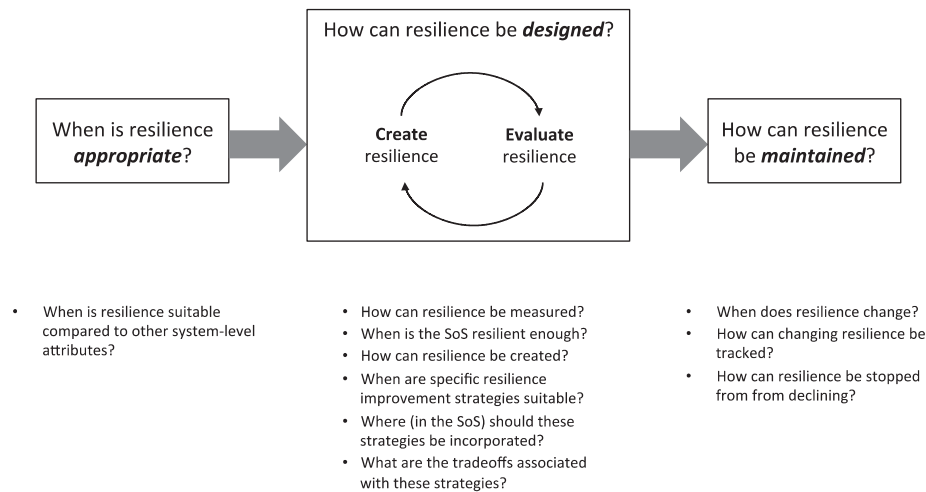 How can resilience be designed?
When is resilience
appropriate?
Create
resilience
Evaluate
resilience
How can resilience
be maintained?
• When is resilience suitable
compared to other system-level
attributes?
• How can resilience be measured?
• When is the SoS resilient enough?
• How can resilience be created?
• When are specific resilience
improvement strategies suitable?
• Where (in the SoS) should these
strategies be incorporated?
• What are the tradeoffs associated
with these strategies?
• When does resilience change?
• How can changing resilience be
tracked?
• How can resilience be stopped
from from declining?